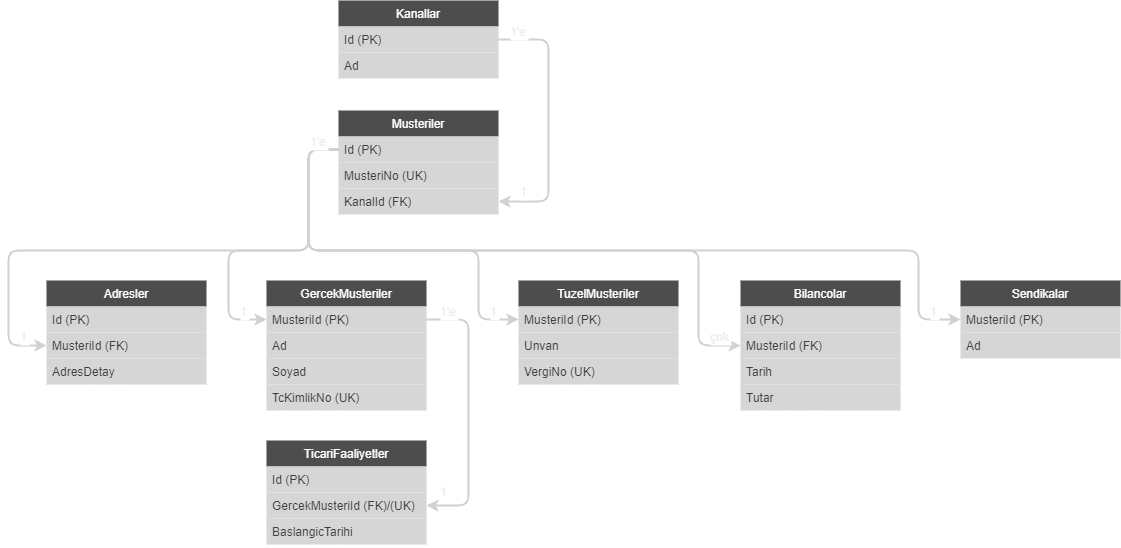 Kanallar
Id (PK)
1'e
Ad
Musteriler
1'e
Id (PK)
MusteriNo (UK)
KanalId (FK)
1
Adresler
Id (PK)
1
MusteriId (FK)
AdresDetay
GercekMusteriler
1
MusteriId (PK)
1'e
Ad
Soyad
TcKimlikNo (UK)
TuzelMusteriler
1
MusteriId (PK)
Unvan
VergiNo (UK)
Bilancolar
Id (PK)
çok
MusteriId (FK)
Tarih
Tutar
Sendikalar
1
MusteriId (PK)
Ad
TicariFaaliyetler
Id (PK)
GercekMusteriId (FK)/(UK)
1
BaslangicTarihi